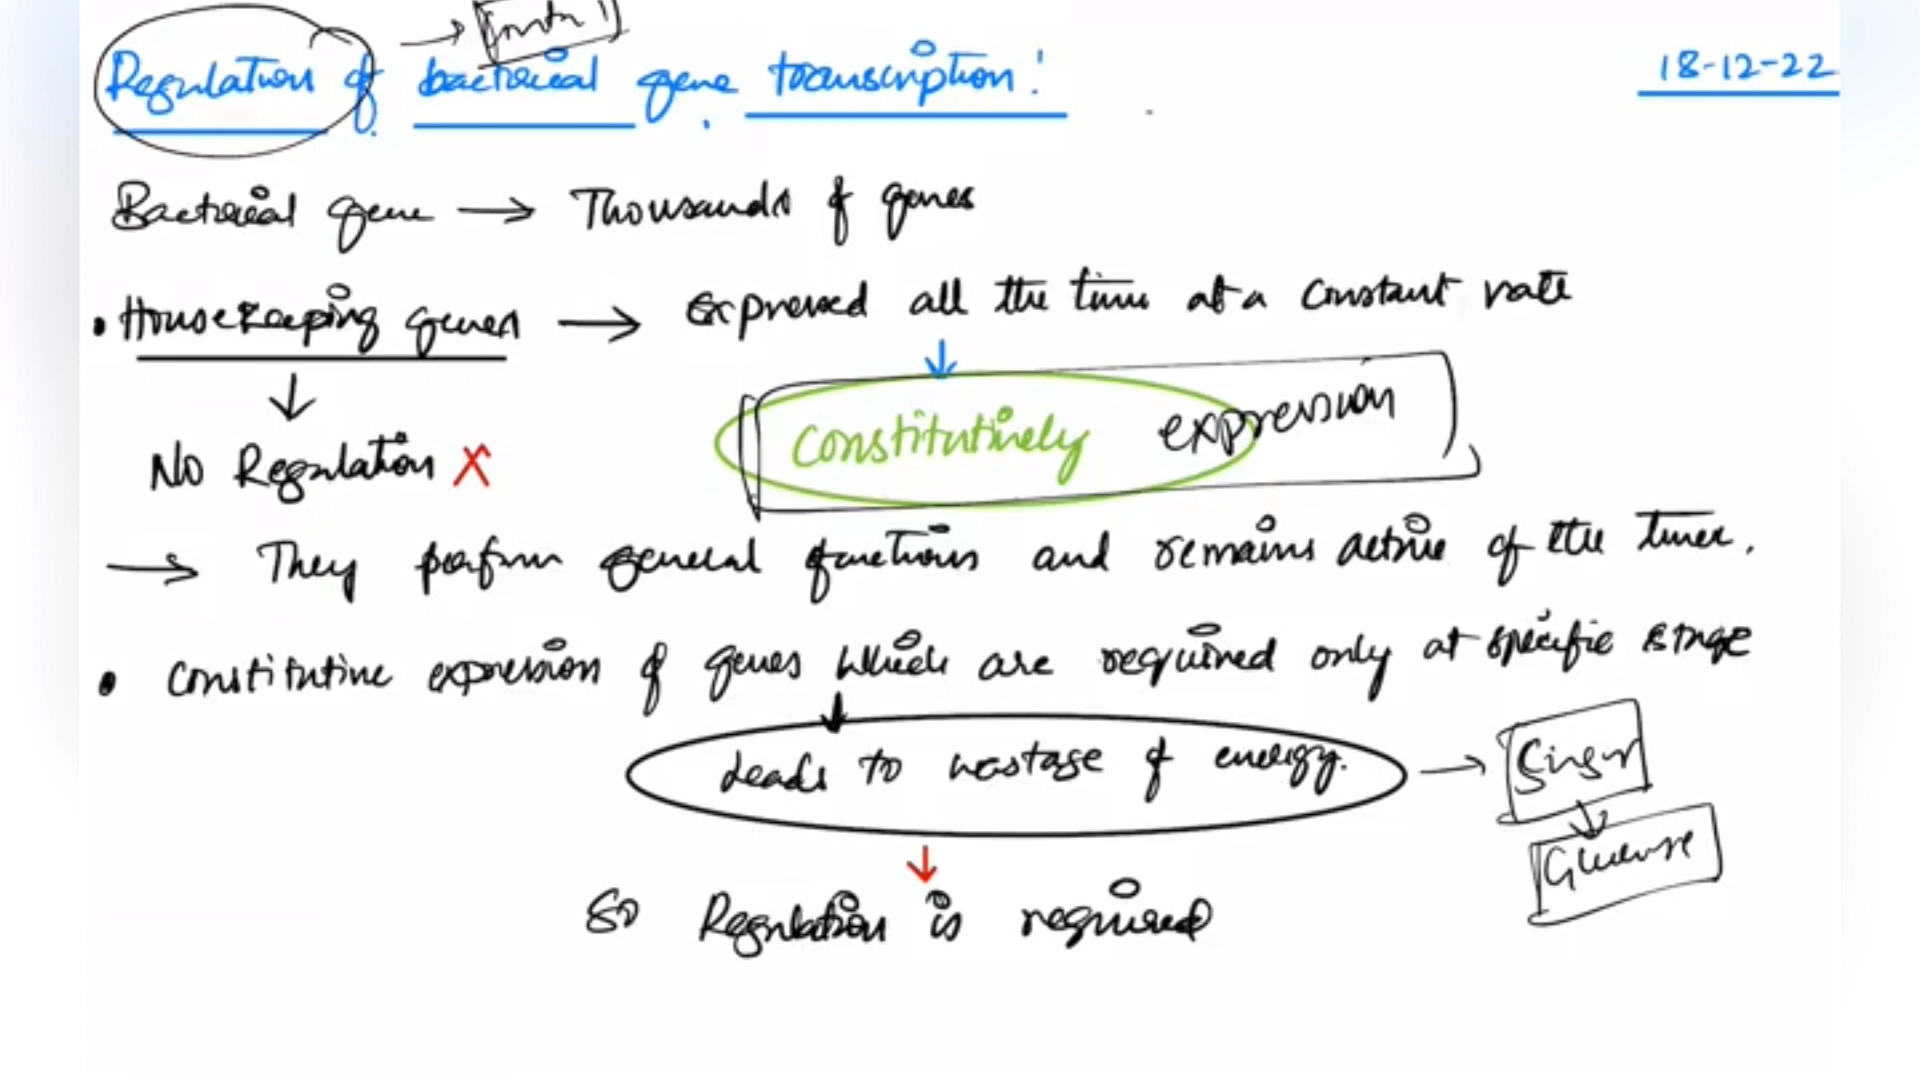 Regulation of bacterial gene transcription!
18-12-22
Bacterial gene → Thousands of genes
• Housekeeping genes → Expressed all the time at a constant rate
↓ ↓
No Regulation X
Constitutively expression
→ They perform general functions and remains active of the times.
• Constitutive expression of genes which are required only at specific stage
↓
Leads to wastage of energy. →
↓
Glucose
↓
So Regulation is required